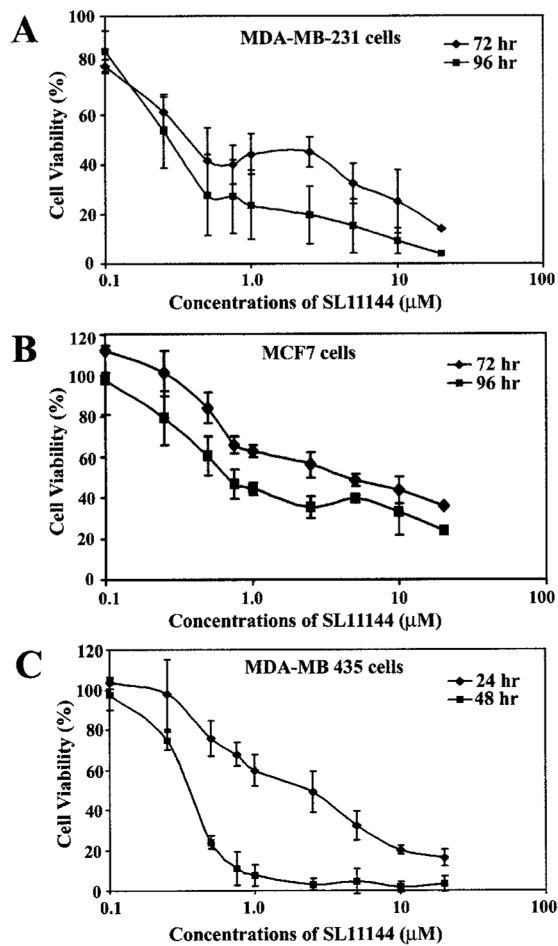 A
MDA-MB-231 cells
72 hr
96 hr
Cell Viability (%)
100
80
60
40
20
0
0.1
1.0
10
100
Concentrations of SL11144 (μM)
B
MCF7 cells
72 hr
96 hr
Cell Viability (%)
120
100
80
60
40
20
0
0.1
1.0
10
100
Concentrations of SL11144 (μM)
C
MDA-MB 435 cells
24 hr
48 hr
Cell Viability (%)
120
100
80
60
40
20
0
0.1
1.0
10
100
Concentrations of SL11144 (μM)